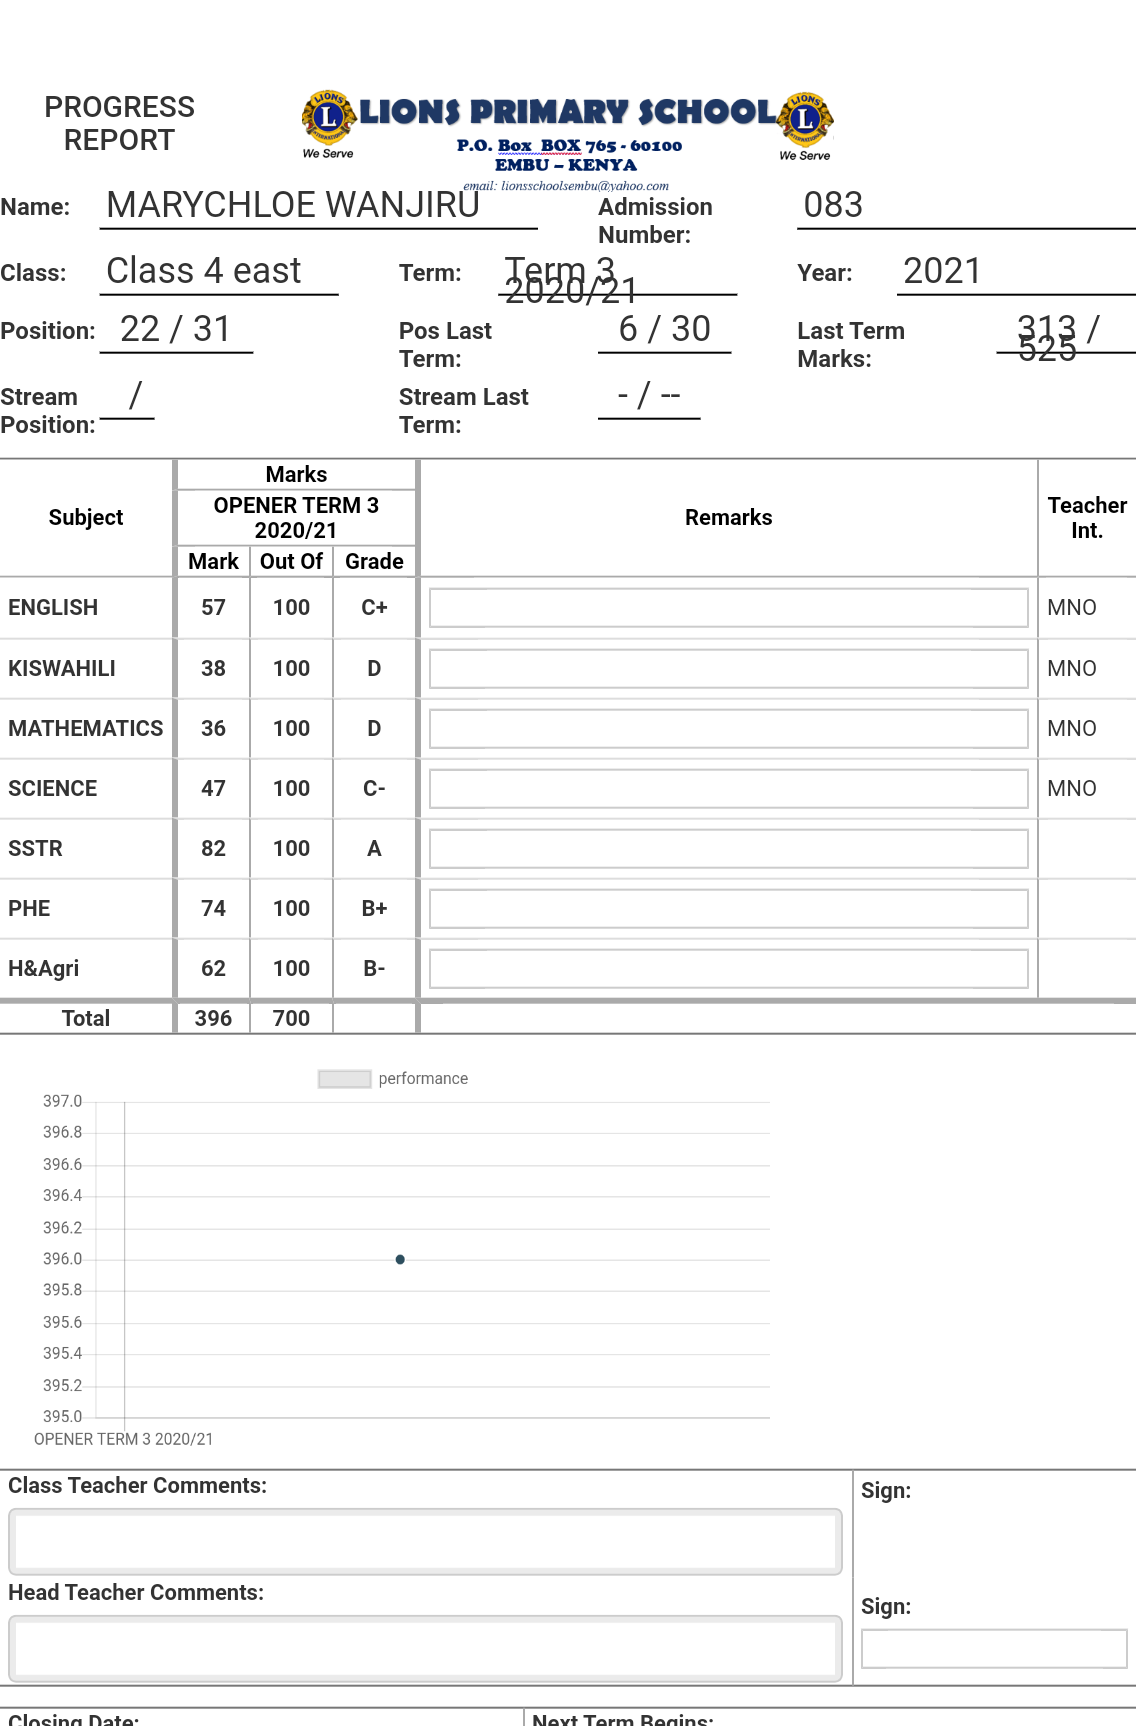 PROGRESS
REPORT
LIONS PRIMARY SCHOOL
P.O. Box BOX 765 - 60100
EMBU – KENYA
email: lionsschoolsembu@yahoo.com
LIONS
L
INTERNATIONAL
We Serve
LIONS
L
INTERNATIONAL
We Serve
Name: MARYCHLOE WANJIRU Admission Number: 083
Class: Class 4 east Term: Term 3 2020/21 Year: 2021
Position: 22 / 31 Pos Last Term: 6 / 30 Last Term Marks: 313 / 525
Stream Position: / Stream Last Term: - / --
Subject Marks Remarks Teacher Int.
OPENER TERM 3 2020/21
Mark Out Of Grade
ENGLISH 57 100 C+ MNO
KISWAHILI 38 100 D MNO
MATHEMATICS 36 100 D MNO
SCIENCE 47 100 C- MNO
SSTR 82 100 A
PHE 74 100 B+
H&Agri 62 100 B-
Total 396 700
performance
397.0
396.8
396.6
396.4
396.2
396.0
395.8
395.6
395.4
395.2
395.0
OPENER TERM 3 2020/21
Class Teacher Comments: Sign:
Head Teacher Comments: Sign:
Closing Date: Next Term Begins: